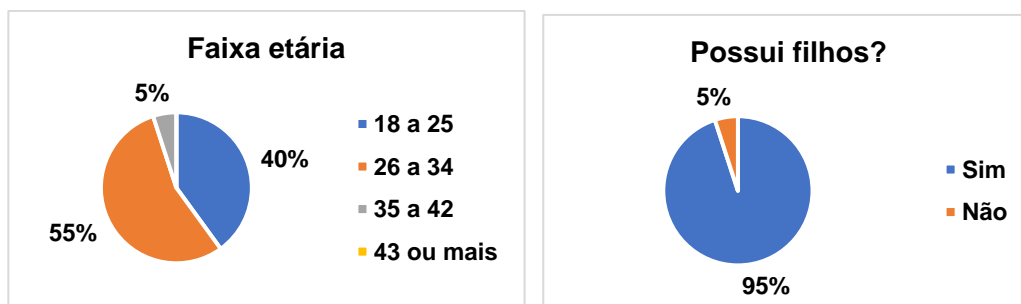 Faixa etária
5%
40%
55%
18 a 25
26 a 34
35 a 42
43 ou mais
Possui filhos?
5%
95%
Sim
Não